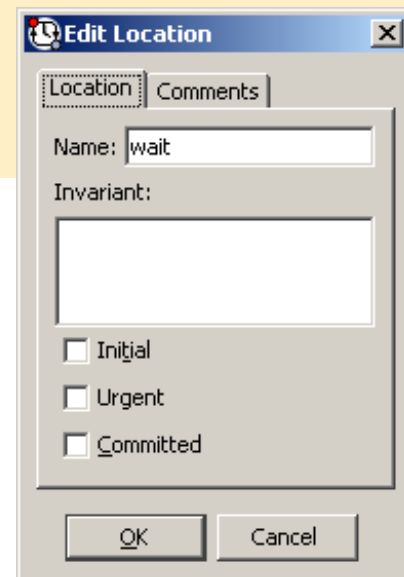 Edit Location
Location Comments
Name: wait
Invariant:
Initial
Urgent
Committed
OK Cancel